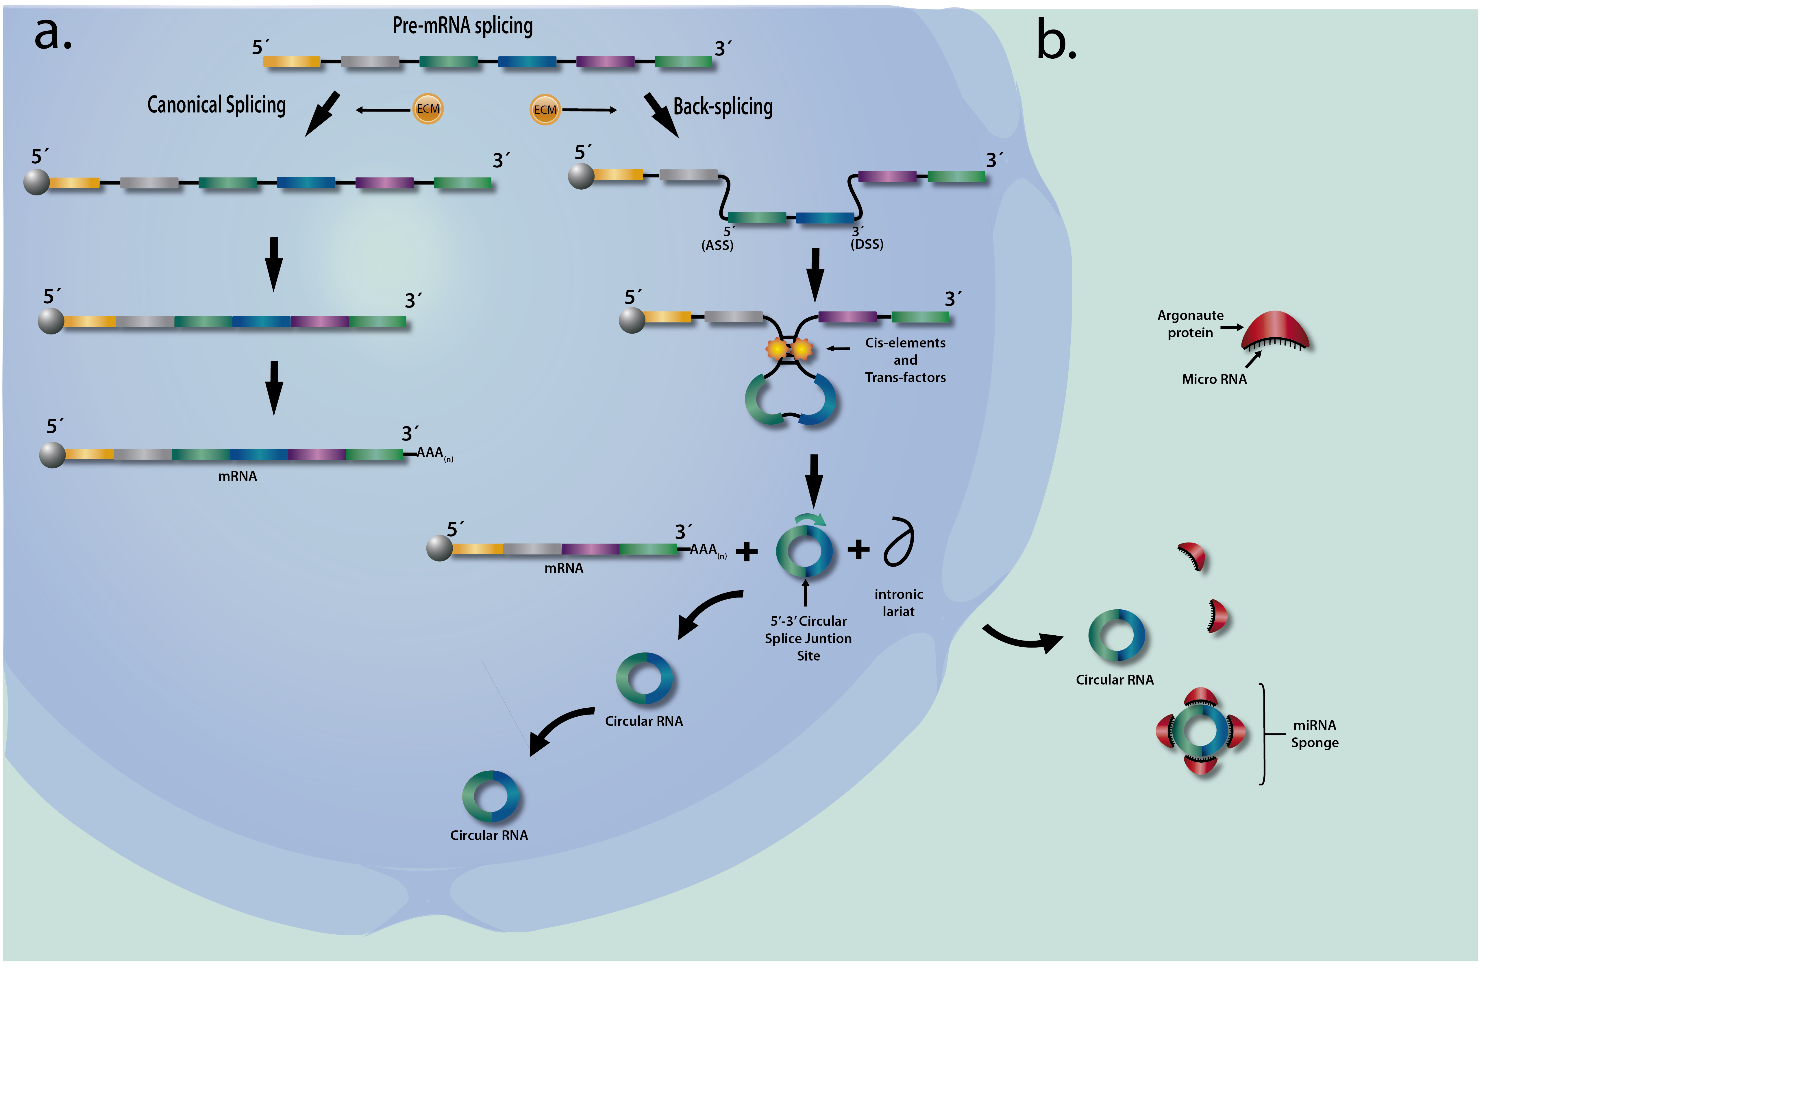 a.
Pre-mRNA splicing
b.
5´
3´
Canonical Splicing
ECM
ECM
Back-splicing
5´
3´
5´
3´
5´
(ASS)
3´
(DSS)
5´
3´
5´
3´
Cis-elements
and
Trans-factors
Argonaute
protein
Micro RNA
5´
3´
AAA(n)
mRNA
5´
3´
AAA(n)
mRNA
+
+
intronic
lariat
5’-3’ Circular
Splice Juntion
Site
Circular RNA
Circular RNA
Circular RNA
miRNA
Sponge